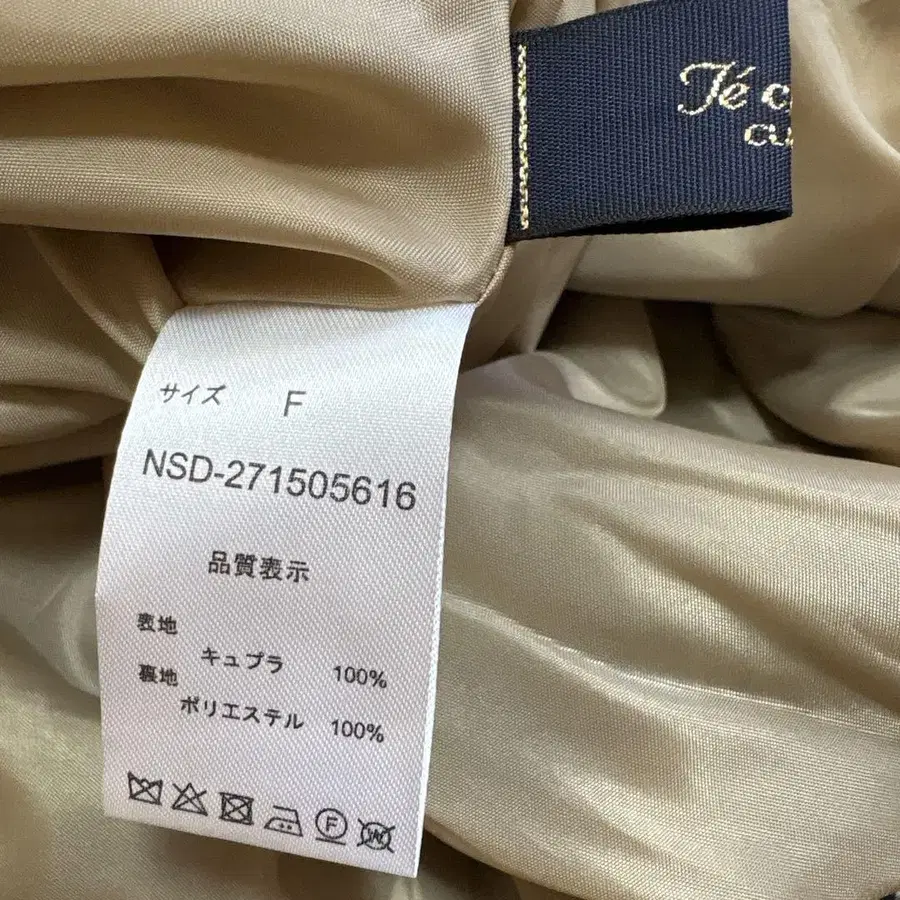 Té
サイズ F
NSD-271505616
品質表示
表地
キュプラ 100%
裏地
ポリエステル 100%
F
W